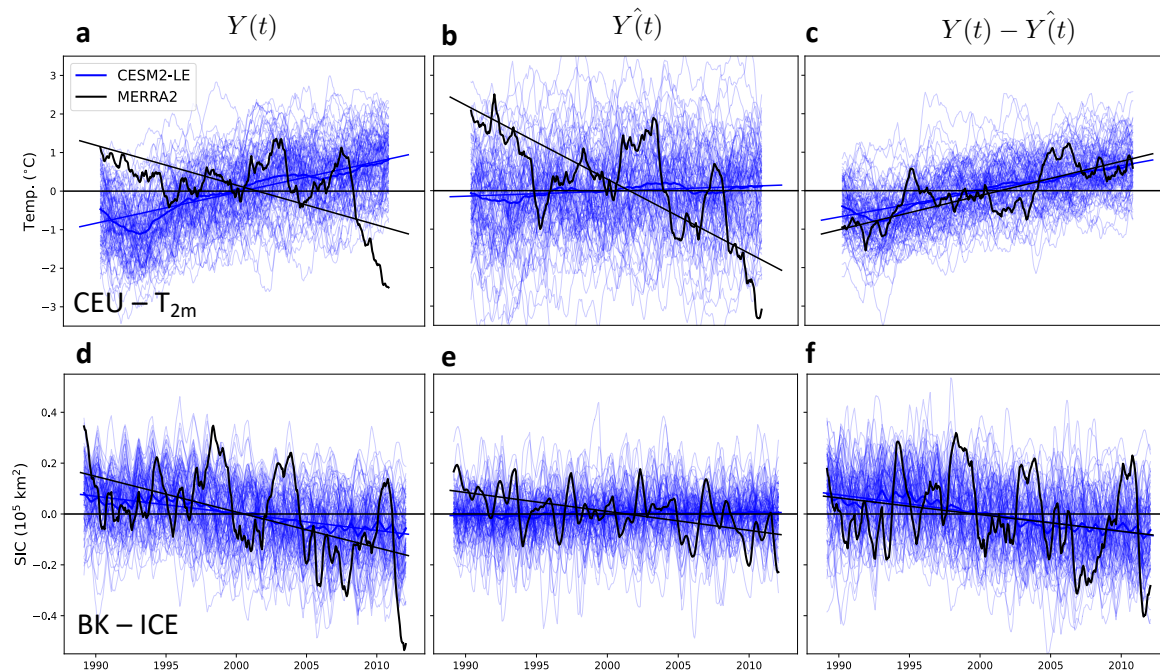 a Y(t)
b Ŷ(t)
c Y(t) − Ŷ(t)
CESM2-LE
MERRA2
Temp. (°C)
3
2
1
0
−1
−2
−3
CEU – T2m
d
e
f
SIC (10⁵ km²)
0.4
0.2
0.0
−0.2
−0.4
BK – ICE
1990 1995 2000 2005 2010
1990 1995 2000 2005 2010
1990 1995 2000 2005 2010